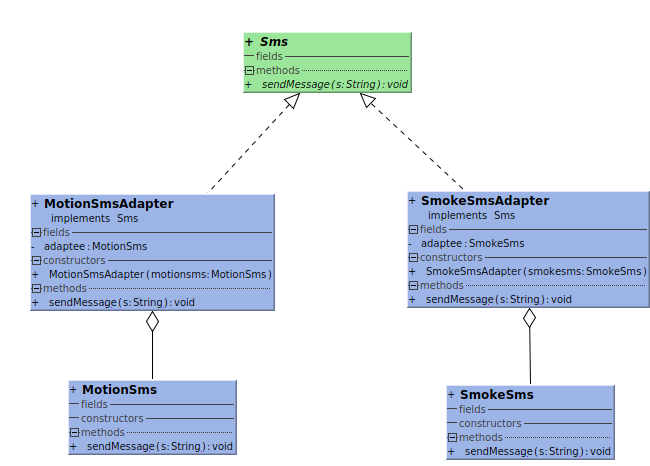 + Sms
fields
methods
+ sendMessage(s:String):void
+ MotionSmsAdapter
implements Sms
fields
- adaptee:MotionSms
constructors
+ MotionSmsAdapter(motionsms:MotionSms)
methods
+ sendMessage(s:String):void
+ SmokeSmsAdapter
implements Sms
fields
- adaptee:SmokeSms
constructors
+ SmokeSmsAdapter(smokesms:SmokeSms)
methods
+ sendMessage(s:String):void
+ MotionSms
fields
constructors
methods
+ sendMessage(s:String):void
+ SmokeSms
fields
constructors
methods
+ sendMessage(s:String):void